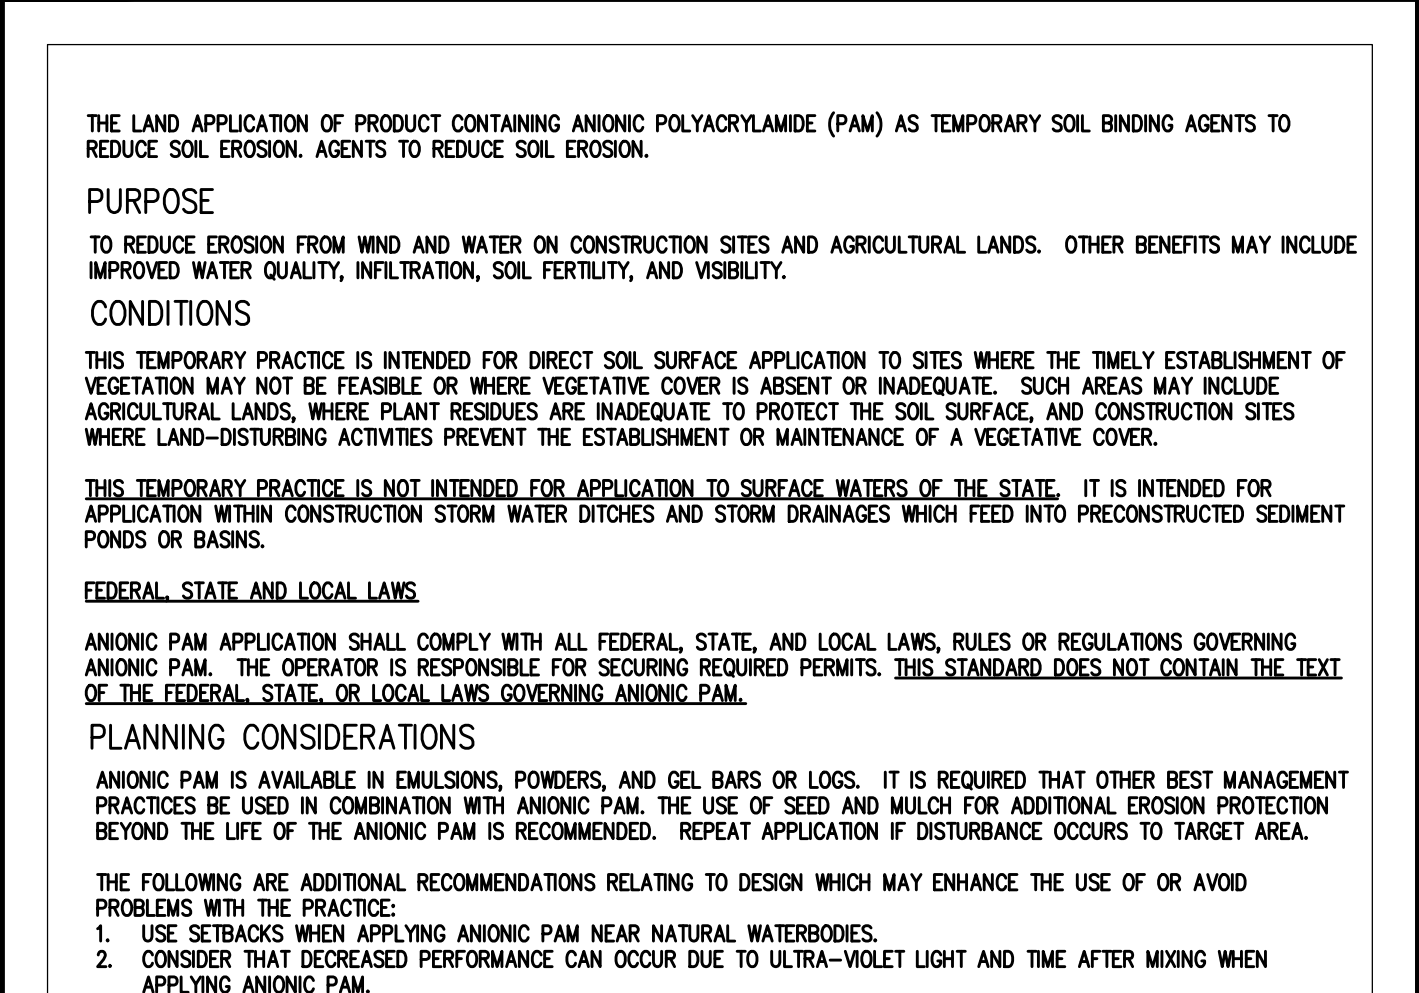 THE LAND APPLICATION OF PRODUCT CONTAINING ANIONIC POLYACRYLAMIDE (PAM) AS TEMPORARY SOIL BINDING AGENTS TO
REDUCE SOIL EROSION. AGENTS TO REDUCE SOIL EROSION.
PURPOSE
TO REDUCE EROSION FROM WIND AND WATER ON CONSTRUCTION SITES AND AGRICULTURAL LANDS. OTHER BENEFITS MAY INCLUDE
IMPROVED WATER QUALITY, INFILTRATION, SOIL FERTILITY, AND VISIBILITY.
CONDITIONS
THIS TEMPORARY PRACTICE IS INTENDED FOR DIRECT SOIL SURFACE APPLICATION TO SITES WHERE THE TIMELY ESTABLISHMENT OF
VEGETATION MAY NOT BE FEASIBLE OR WHERE VEGETATIVE COVER IS ABSENT OR INADEQUATE. SUCH AREAS MAY INCLUDE
AGRICULTURAL LANDS, WHERE PLANT RESIDUES ARE INADEQUATE TO PROTECT THE SOIL SURFACE, AND CONSTRUCTION SITES
WHERE LAND-DISTURBING ACTIVITIES PREVENT THE ESTABLISHMENT OR MAINTENANCE OF A VEGETATIVE COVER.
THIS TEMPORARY PRACTICE IS NOT INTENDED FOR APPLICATION TO SURFACE WATERS OF THE STATE. IT IS INTENDED FOR
APPLICATION WITHIN CONSTRUCTION STORM WATER DITCHES AND STORM DRAINAGES WHICH FEED INTO PRECONSTRUCTED SEDIMENT
PONDS OR BASINS.
FEDERAL, STATE AND LOCAL LAWS
ANIONIC PAM APPLICATION SHALL COMPLY WITH ALL FEDERAL, STATE, AND LOCAL LAWS, RULES OR REGULATIONS GOVERNING
ANIONIC PAM. THE OPERATOR IS RESPONSIBLE FOR SECURING REQUIRED PERMITS. THIS STANDARD DOES NOT CONTAIN THE TEXT
OF THE FEDERAL, STATE, OR LOCAL LAWS GOVERNING ANIONIC PAM.
PLANNING CONSIDERATIONS
ANIONIC PAM IS AVAILABLE IN EMULSIONS, POWDERS, AND GEL BARS OR LOGS. IT IS REQUIRED THAT OTHER BEST MANAGEMENT
PRACTICES BE USED IN COMBINATION WITH ANIONIC PAM. THE USE OF SEED AND MULCH FOR ADDITIONAL EROSION PROTECTION
BEYOND THE LIFE OF THE ANIONIC PAM IS RECOMMENDED. REPEAT APPLICATION IF DISTURBANCE OCCURS TO TARGET AREA.
THE FOLLOWING ARE ADDITIONAL RECOMMENDATIONS RELATING TO DESIGN WHICH MAY ENHANCE THE USE OF OR AVOID
PROBLEMS WITH THE PRACTICE:
1. USE SETBACKS WHEN APPLYING ANIONIC PAM NEAR NATURAL WATERBODIES.
2. CONSIDER THAT DECREASED PERFORMANCE CAN OCCUR DUE TO ULTRA-VIOLET LIGHT AND TIME AFTER MIXING WHEN
APPLYING ANIONIC PAM.